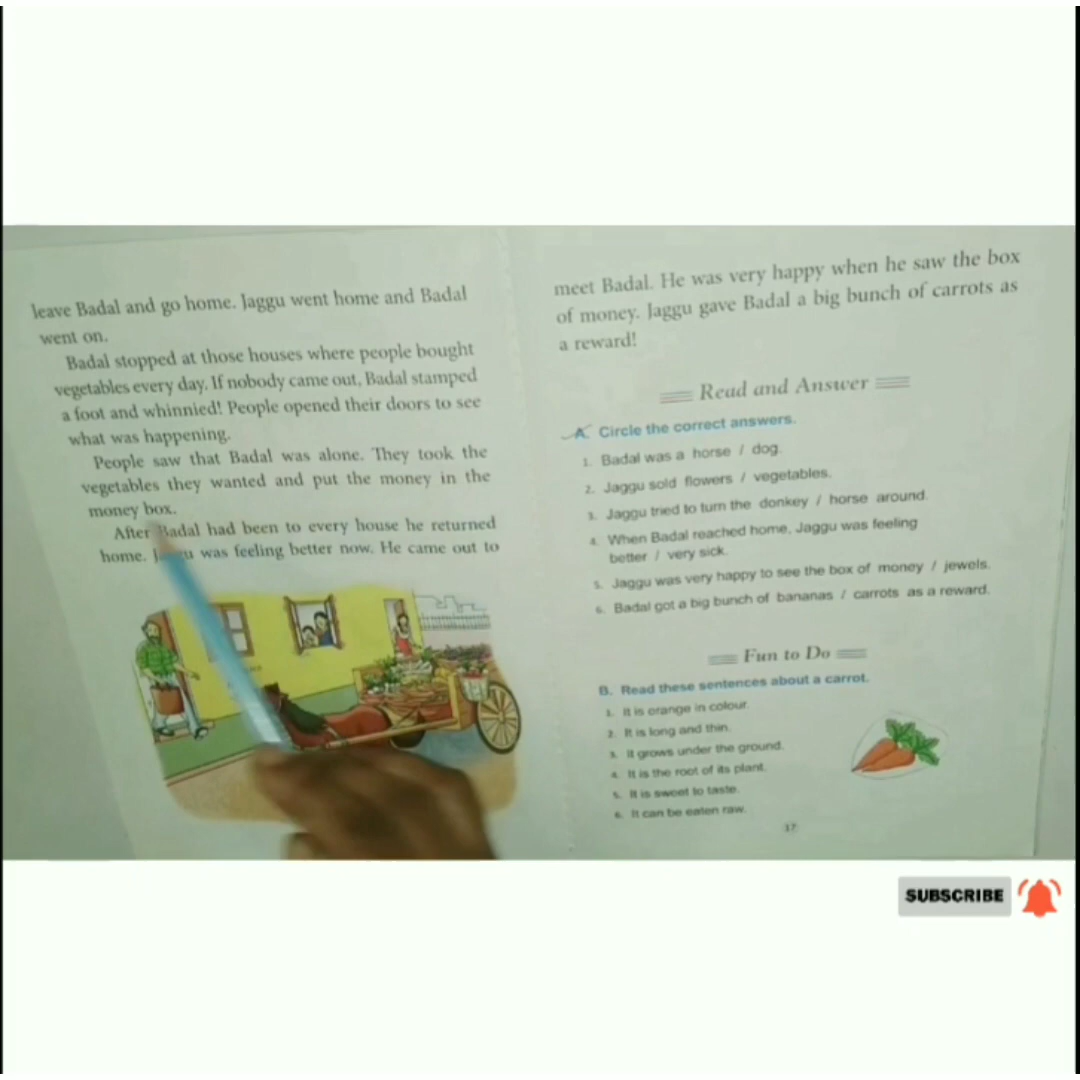 leave Badal and go home. Jaggu went home and Badal
went on.
Badal stopped at those houses where people bought
vegetables every day. If nobody came out, Badal stamped
a foot and whinnied! People opened their doors to see
what was happening.
People saw that Badal was alone. They took the
vegetables they wanted and put the money in the
money box.
After Badal had been to every house he returned
home. was feeling better now. He came out to
meet Badal. He was very happy when he saw the box
of money. Jaggu gave Badal a big bunch of carrots as
a reward!
Read and Answer
A. Circle the correct answers.
1. Badal was a horse / dog.
2. Jaggu sold flowers / vegetables.
3. Jaggu tried to turn the donkey / horse around.
4. When Badal reached home, Jaggu was feeling
better / very sick.
5. Jaggu was very happy to see the box of money / jewels.
6. Badal got a big bunch of bananas / carrots as a reward.
Fun to Do
B. Read these sentences about a carrot.
1. It is orange in colour.
2. It is long and thin.
3. It grows under the ground.
4. It is the root of its plant.
5. It is sweet to taste.
6. It can be eaten raw.
17
SUBSCRIBE